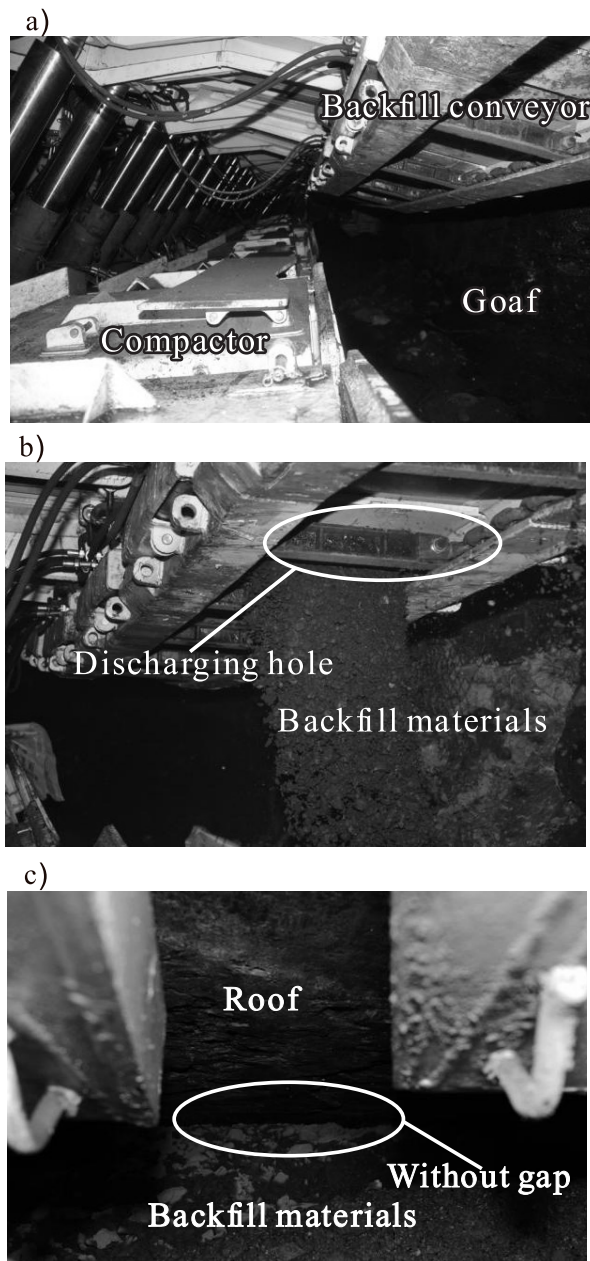 a)
Backfill conveyor
Goaf
Compactor
b)
Discharging hole
Backfill materials
c)
Roof
Without gap
Backfill materials